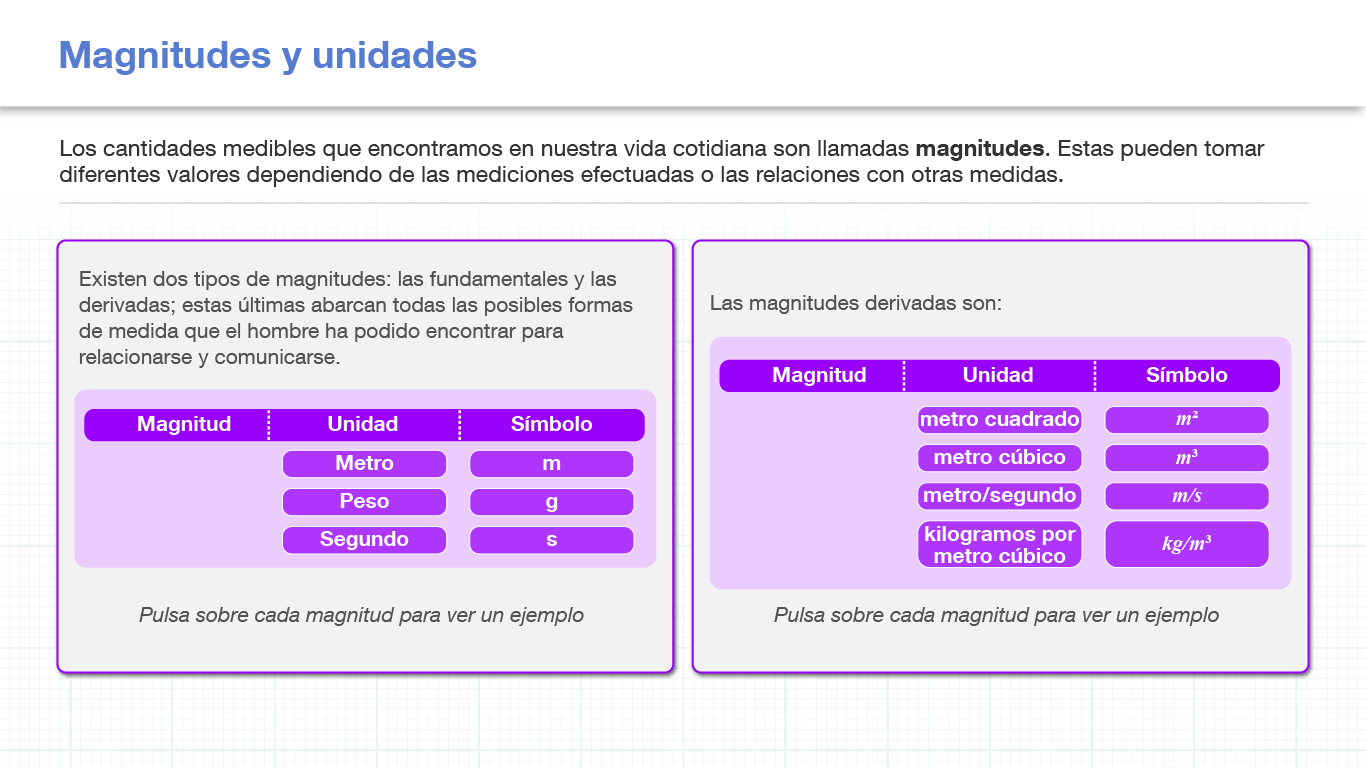 Magnitudes y unidades
Los cantidades medibles que encontramos en nuestra vida cotidiana son llamadas magnitudes. Estas pueden tomar
diferentes valores dependiendo de las mediciones efectuadas o las relaciones con otras medidas.
Existen dos tipos de magnitudes: las fundamentales y las
derivadas; estas últimas abarcan todas las posibles formas
de medida que el hombre ha podido encontrar para
relacionarse y comunicarse.
Magnitud Unidad Símbolo
Metro m
Peso g
Segundo s
Pulsa sobre cada magnitud para ver un ejemplo
Las magnitudes derivadas son:
Magnitud Unidad Símbolo
metro cuadrado m²
metro cúbico m³
metro/segundo m/s
kilogramos por
metro cúbico kg/m³
Pulsa sobre cada magnitud para ver un ejemplo